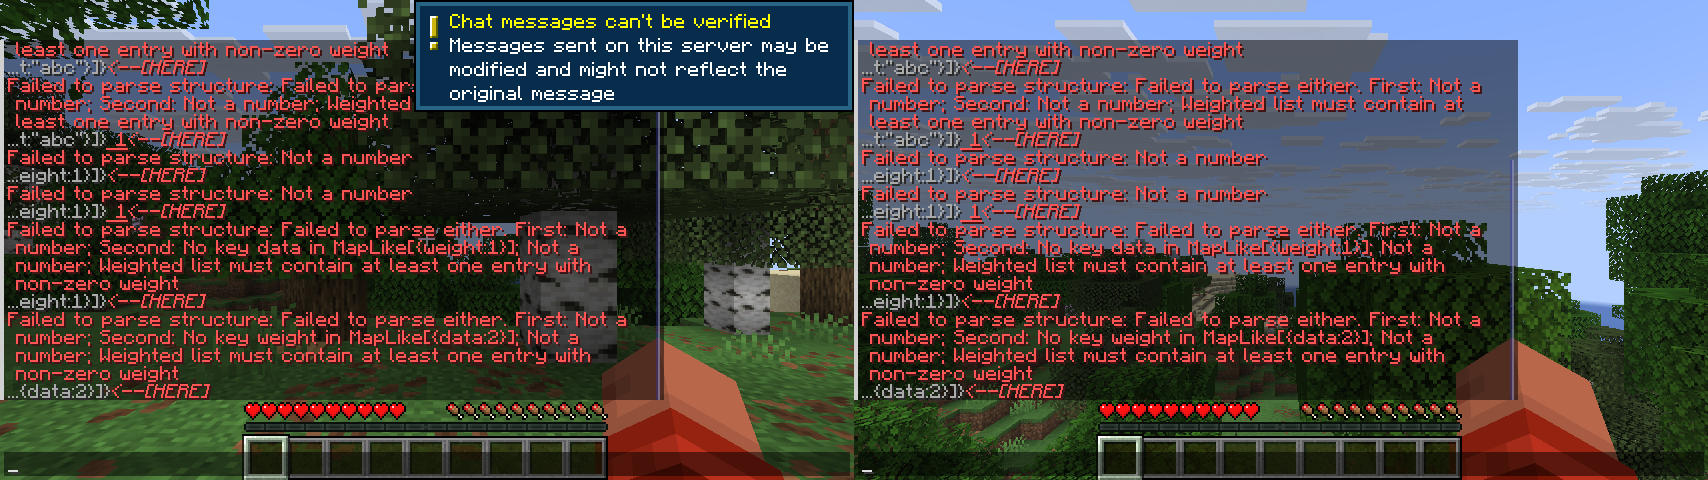 Chat messages can't be verified
Messages sent on this server may be
modified and might not reflect the
original message
least one entry with non-zero weight
...t:"abc"}]}<--[HERE]
Failed to parse structure: Failed to par
number; Second: Not a number; Weighted
least one entry with non-zero weight
...t:"abc"}]} 1<--[HERE]
Failed to parse structure: Not a number
...eight:1}]}<--[HERE]
Failed to parse structure: Not a number
...eight:1}]} 1<--[HERE]
Failed to parse structure: Failed to parse either. First: Not a
number; Second: No key data in MapLike[{weight:1}]; Not a
number; Weighted list must contain at least one entry with
non-zero weight
...eight:1}]}<--[HERE]
Failed to parse structure: Failed to parse either. First: Not a
number; Second: No key weight in MapLike[{data:2}]; Not a
number; Weighted list must contain at least one entry with
non-zero weight
...{data:2}]}<--[HERE]
_
least one entry with non-zero weight
...t:"abc"}]}<--[HERE]
Failed to parse structure: Failed to parse either. First: Not a
number; Second: Not a number; Weighted list must contain at
least one entry with non-zero weight
...t:"abc"}]} 1<--[HERE]
Failed to parse structure: Not a number
...eight:1}]}<--[HERE]
Failed to parse structure: Not a number
...eight:1}]} 1<--[HERE]
Failed to parse structure: Failed to parse either. First: Not a
number; Second: No key data in MapLike[{weight:1}]; Not a
number; Weighted list must contain at least one entry with
non-zero weight
...eight:1}]}<--[HERE]
Failed to parse structure: Failed to parse either. First: Not a
number; Second: No key weight in MapLike[{data:2}]; Not a
number; Weighted list must contain at least one entry with
non-zero weight
...{data:2}]}<--[HERE]
_